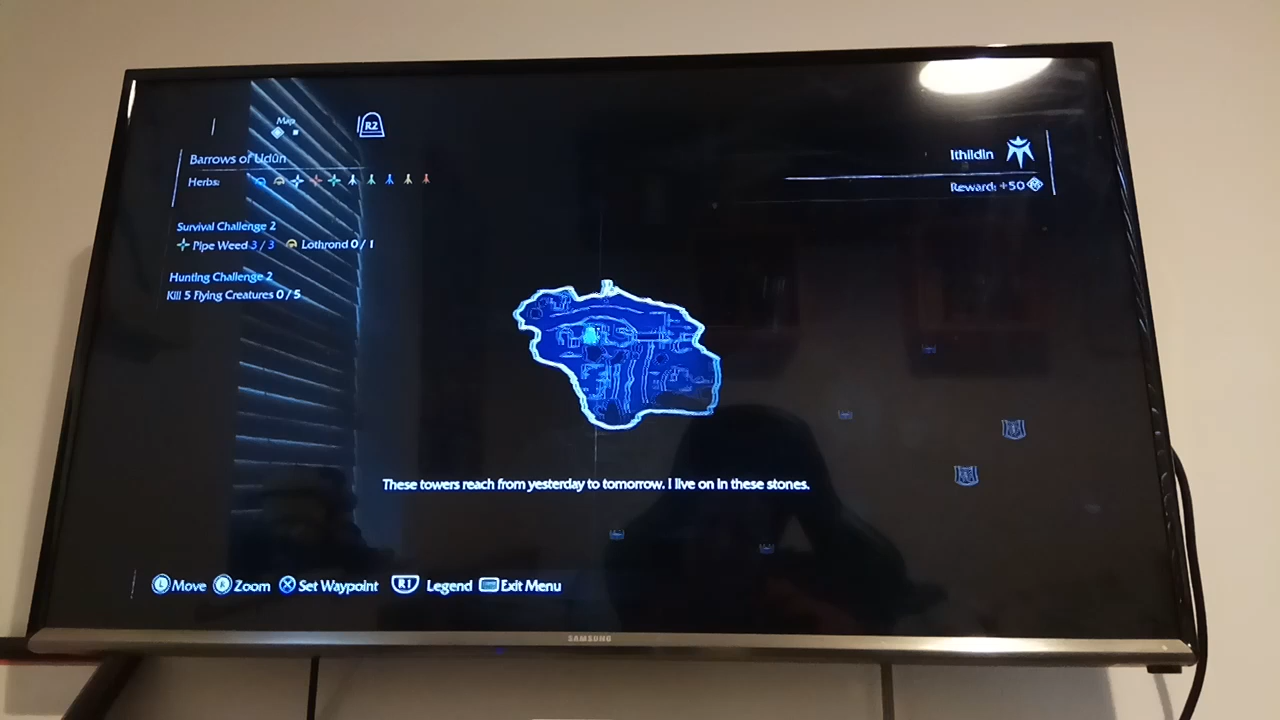 Map
R2
Barrows of Udûn
Herbs:
Ithildin
Reward: +50
Survival Challenge 2
Pipe Weed 3 / 3 Lothrond 0 / 1
Hunting Challenge 2
Kill 5 Flying Creatures 0 / 5
These towers reach from yesterday to tomorrow. I live on in these stones.
L Move R Zoom X Set Waypoint R1 Legend Exit Menu
SAMSUNG